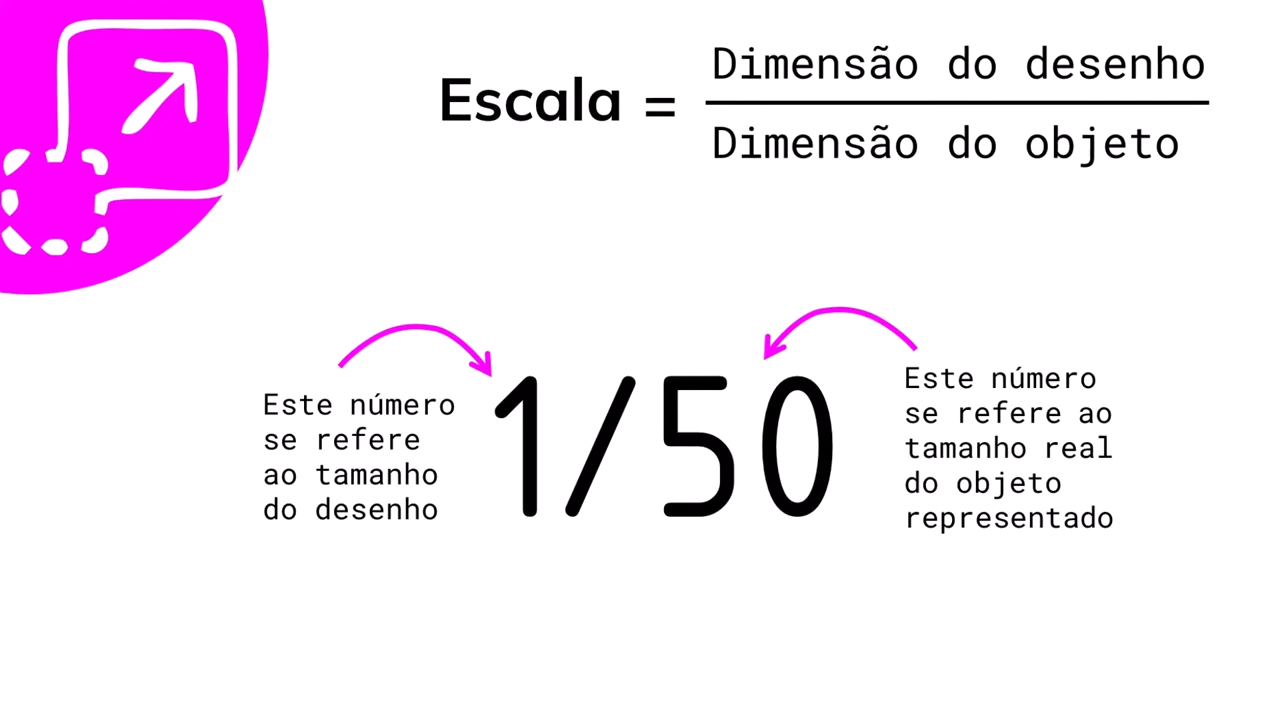 Escala = Dimensão do desenho
Dimensão do objeto
Este número
se refere
ao tamanho
do desenho
1/50
Este número
se refere ao
tamanho real
do objeto
representado